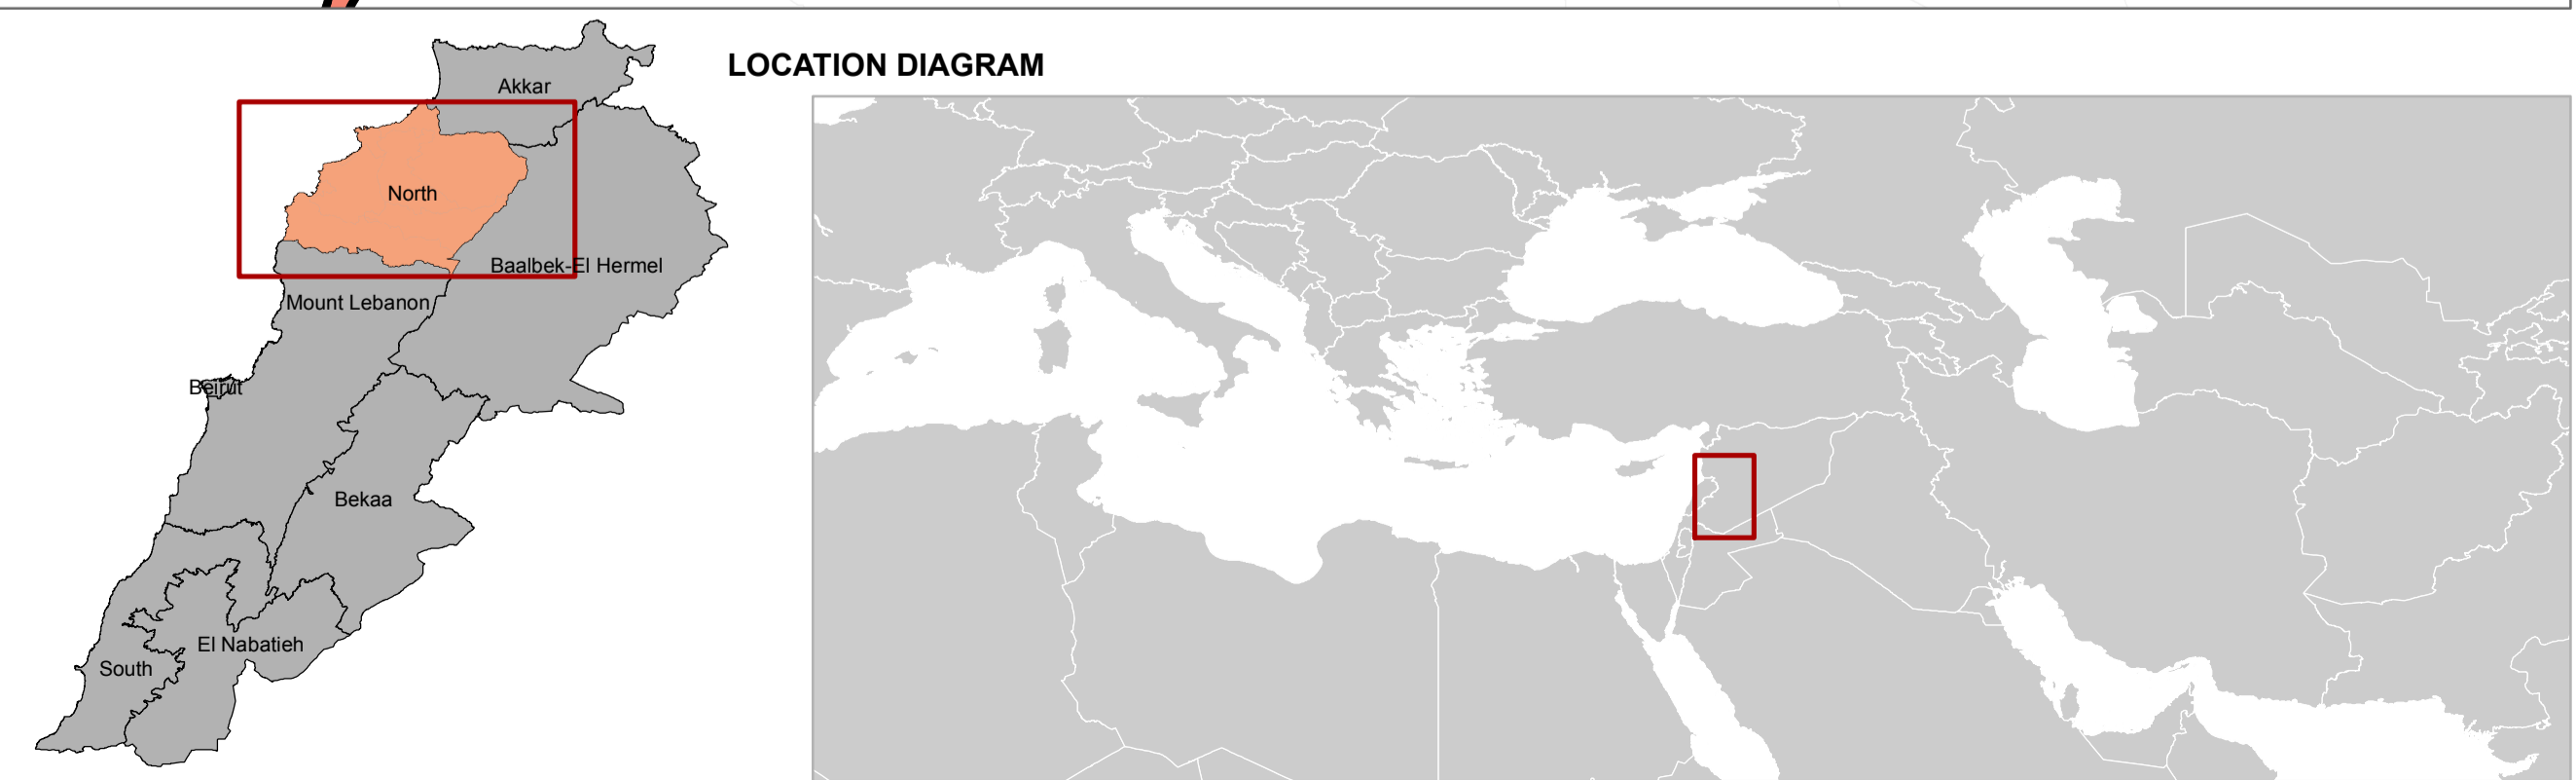 LOCATION DIAGRAM
Akkar
North
Baalbek-El Hermel
Mount Lebanon
Beirut
Bekaa
El Nabatieh
South